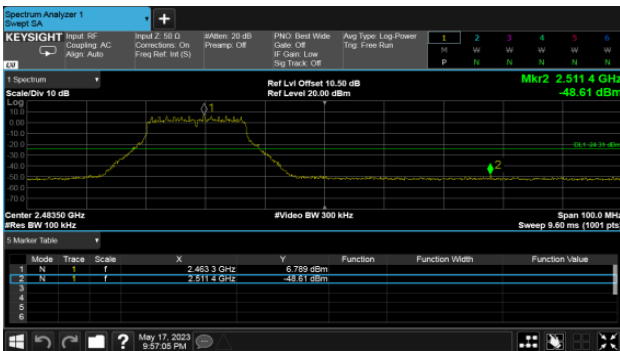 Spectrum Analyzer 1
Swept SA
KEYSIGHT Input: RF Input Z: 50 Ω #Atten: 20 dB PNO: Best Wide Avg Type: Log-Power 1 2 3 4 5 6
Coupling: AC Corrections: On Preamp: Off Gate: Off Trig: Free Run M W W W W W
Align: Auto Freq Ref: Int (S) IF Gain: Low
Sig Track: Off P N N N N N
LXI
1 Spectrum Ref Lvl Offset 10.50 dB Mkr2 2.511 4 GHz
Scale/Div 10 dB Ref Level 20.00 dBm -48.61 dBm
Log
10.0
0.00
-10.0
-20.0
-30.0
-40.0
-50.0
-60.0
-70.0
1
DL1 -24.31 dBm
2
Center 2.48350 GHz #Video BW 300 kHz Span 100.0 MHz
#Res BW 100 kHz Sweep 9.60 ms (1001 pts)
5 Marker Table
Mode Trace Scale X Y Function Function Width Function Value
1 N 1 f 2.463 3 GHz 6.789 dBm
2 N 1 f 2.511 4 GHz -48.61 dBm
3
4
5
6
? May 17, 2023
9:57:05 PM